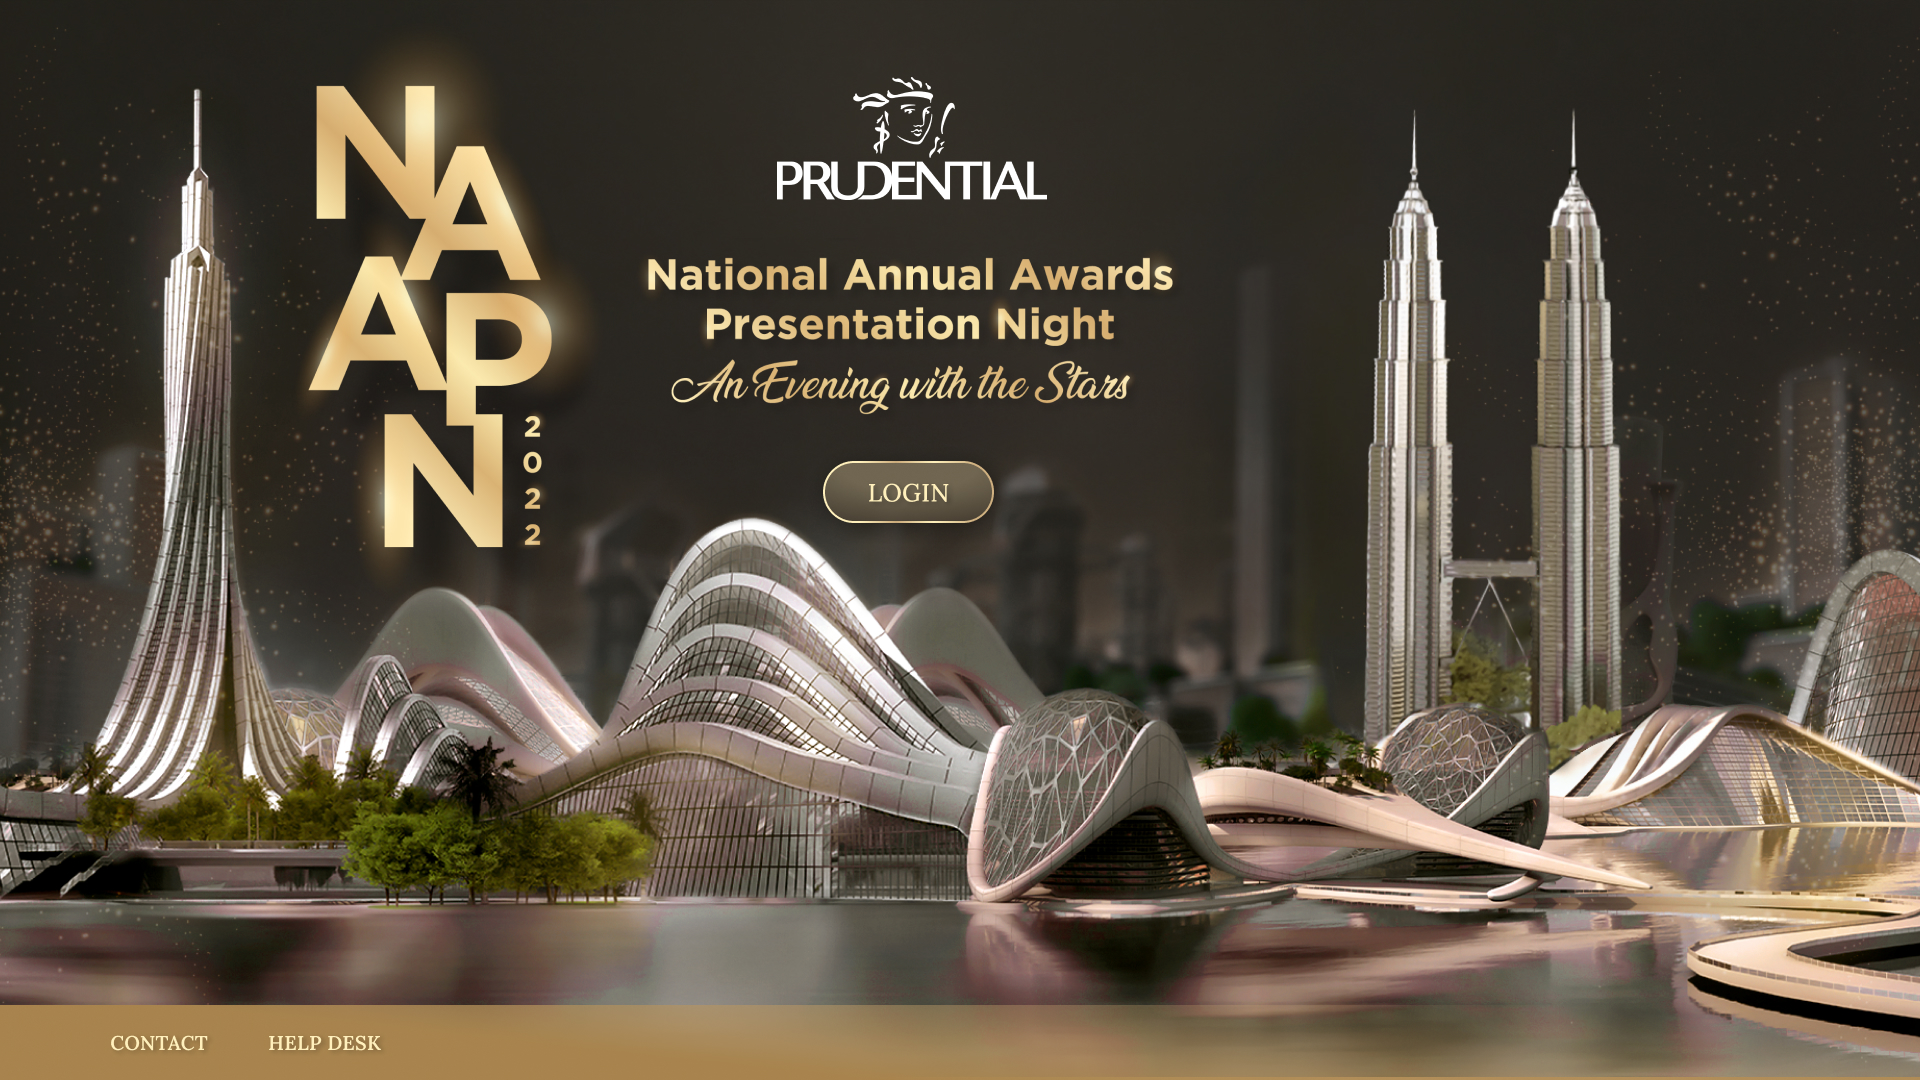 NAAPN
2022
PRUDENTIAL
National Annual Awards
Presentation Night
An Evening with the Stars
LOGIN
CONTACT
HELP DESK